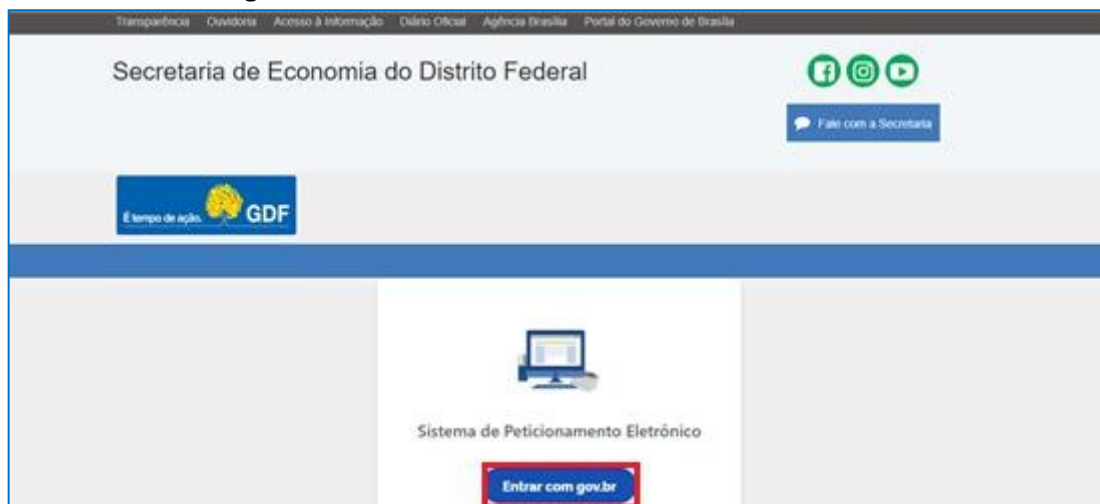 Transparência Ouvidoria Acesso à Informação Diário Oficial Agência Brasília Portal do Governo de Brasília
Secretaria de Economia do Distrito Federal
Fale com a Secretaria
É tempo de ação. GDF
Sistema de Peticionamento Eletrônico
Entrar com gov.br